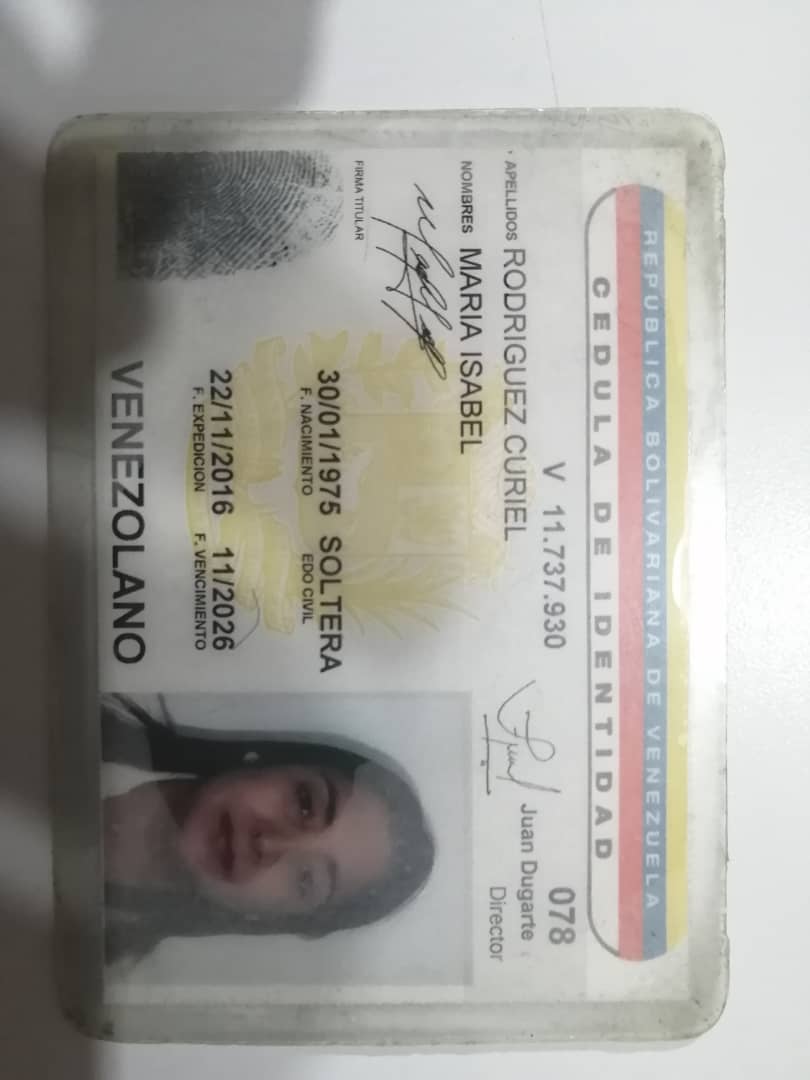 REPUBLICA BOLIVARIANA DE VENEZUELA
CEDULA DE IDENTIDAD
V 11.737.930
078
APELLIDOS RODRIGUEZ CURIEL
Juan Dugarte
Director
NOMBRES MARIA ISABEL
FIRMA TITULAR
30/01/1975 SOLTERA
F. NACIMIENTO EDO CIVIL
22/11/2016 11/2026
F. EXPEDICION F. VENCIMIENTO
VENEZOLANO